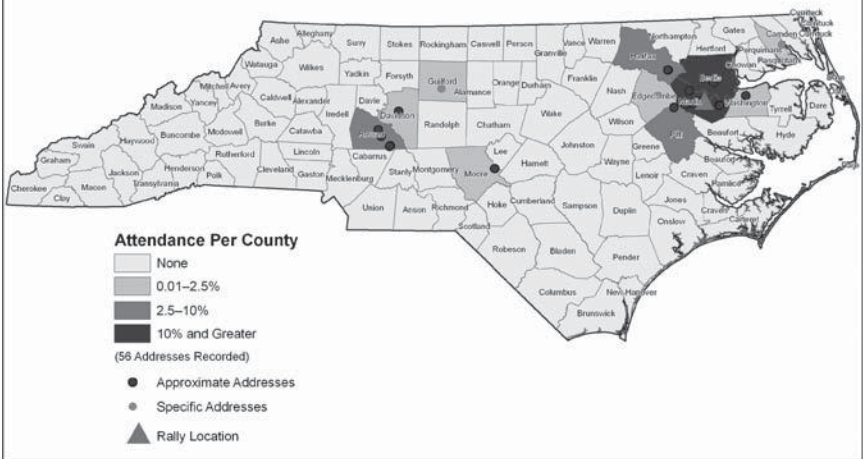 Currituck
Alleghany
Ashe
Surry
Stokes
Rockingham
Caswell
Person
Granville
Vance
Warren
Northampton
Gates
Camden
Currituck
Hertford
Perquimans
Pasquotank
Chowan
Halifax
Bertie
Watauga
Wilkes
Yadkin
Forsyth
Guilford
Alamance
Orange
Durham
Franklin
Nash
Edgecombe
Martin
Washington
Tyrrell
Dare
Mitchell
Avery
Madison
Yancey
Caldwell
Alexander
Iredell
Davie
Davidson
Randolph
Chatham
Wake
Wilson
Pitt
Beaufort
Hyde
Swain
Haywood
Buncombe
Mcdowell
Burke
Catawba
Rowan
Lee
Johnston
Greene
Graham
Jackson
Henderson
Rutherford
Lincoln
Cabarrus
Harnett
Wayne
Lenoir
Craven
Beaufort
Pamlico
Cherokee
Clay
Macon
Transylvania
Polk
Cleveland
Gaston
Mecklenburg
Stanly
Montgomery
Moore
Union
Anson
Richmond
Hoke
Cumberland
Sampson
Duplin
Jones
Craven
Carteret
Scotland
Onslow
Robeson
Bladen
Pender
Columbus
New Hanover
Brunswick
Attendance Per County
None
0.01–2.5%
2.5–10%
10% and Greater
(56 Addresses Recorded)
Approximate Addresses
Specific Addresses
Rally Location